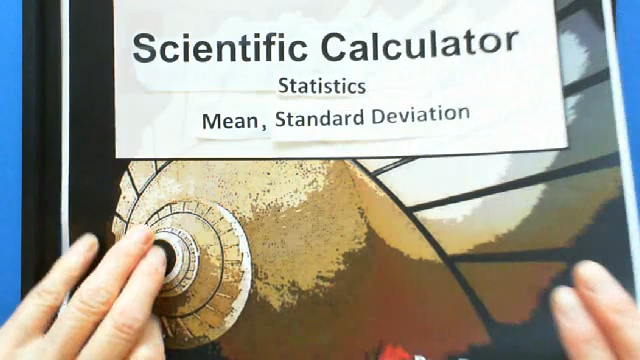 Scientific Calculator
Statistics
Mean, Standard Deviation